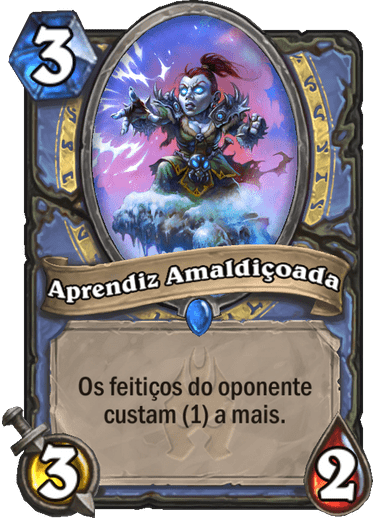 3
Aprendiz Amaldiçoada
Os feitiços do oponente
custam (1) a mais.
3
2